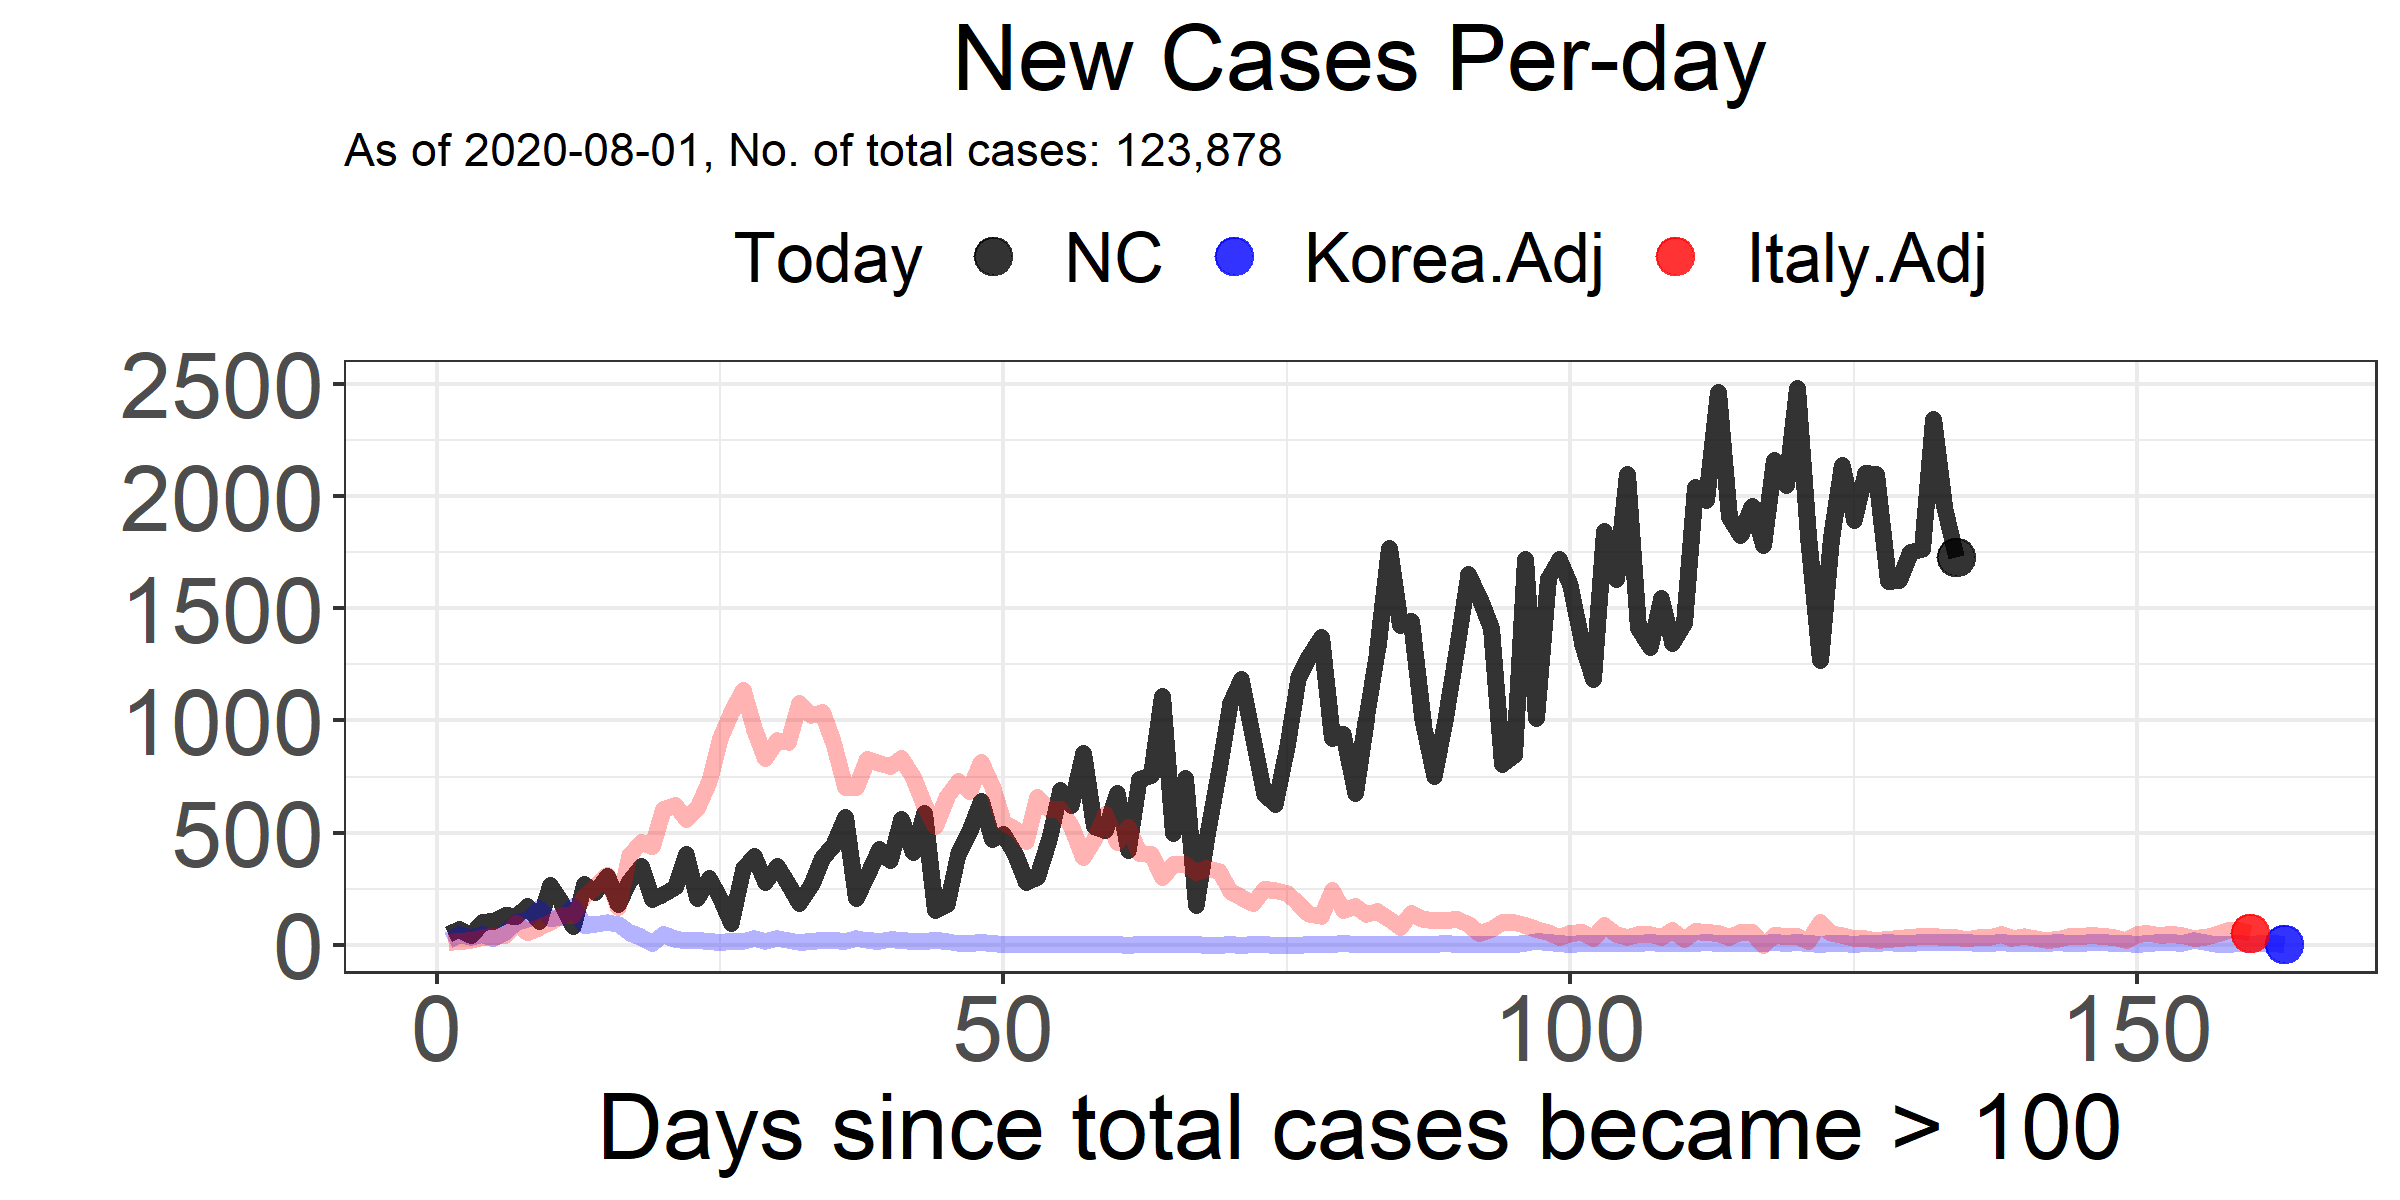 New Cases Per-day
As of 2020-08-01, No. of total cases: 123,878
Today NC Korea.Adj Italy.Adj
2500
2000
1500
1000
500
0
0 50 100 150
Days since total cases became > 100